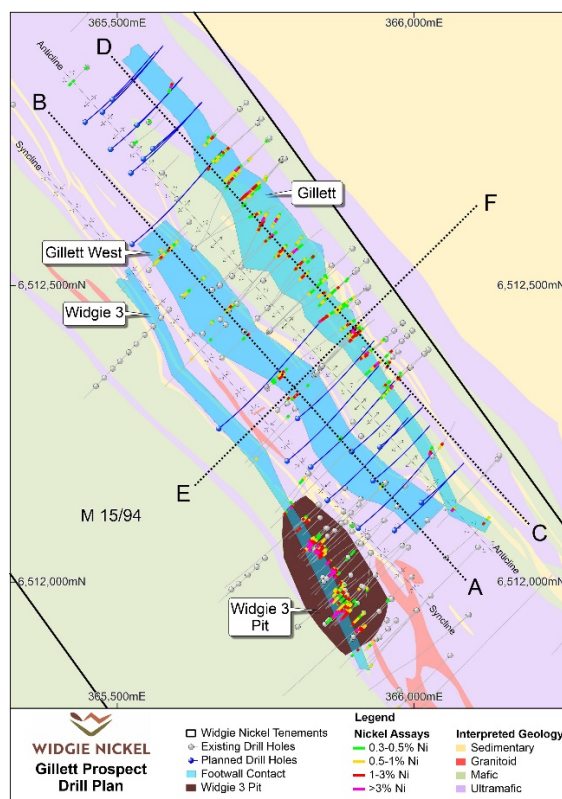 365,500mE
366,000mE
D
Anticline
B
Syncline
Gillett
F
Gillett West
6,512,500mN
6,512,500mN
Widgie 3
E
M 15/94
C
Anticline
A
6,512,000mN
6,512,000mN
Syncline
Widgie 3
Pit
365,500mE
366,000mE
WIDGIE NICKEL
Gillett Prospect
Drill Plan
Legend
Widgie Nickel Tenements
Existing Drill Holes
Planned Drill Holes
Footwall Contact
Widgie 3 Pit
Nickel Assays
0.3-0.5% Ni
0.5-1% Ni
1-3% Ni
>3% Ni
Interpreted Geology
Sedimentary
Granitoid
Mafic
Ultramafic